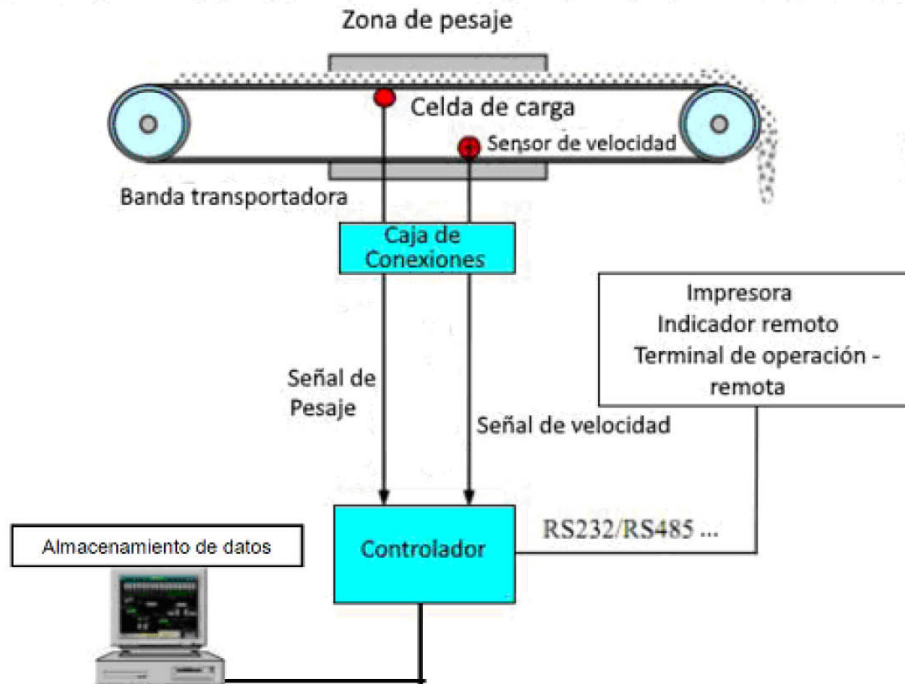 Zona de pesaje
Celda de carga
Sensor de velocidad
Banda transportadora
Caja de
Conexiones
Impresora
Indicador remoto
Terminal de operación -
remota
Señal de
Pesaje
Señal de velocidad
RS232/RS485 ...
Controlador
Almacenamiento de datos